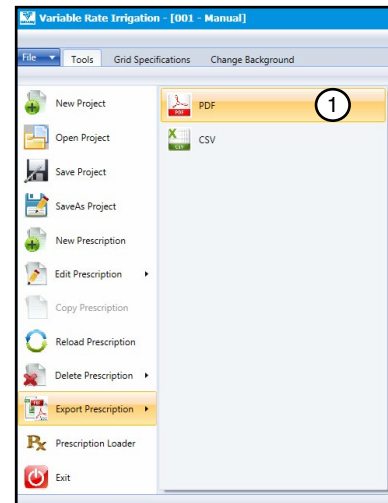 Variable Rate Irrigation - [001 - Manual]
File Tools Grid Specifications Change Background
New Project
Open Project
Save Project
SaveAs Project
New Prescription
Edit Prescription
Copy Prescription
Reload Prescription
Delete Prescription
Export Prescription
Prescription Loader
Exit
PDF 1
CSV